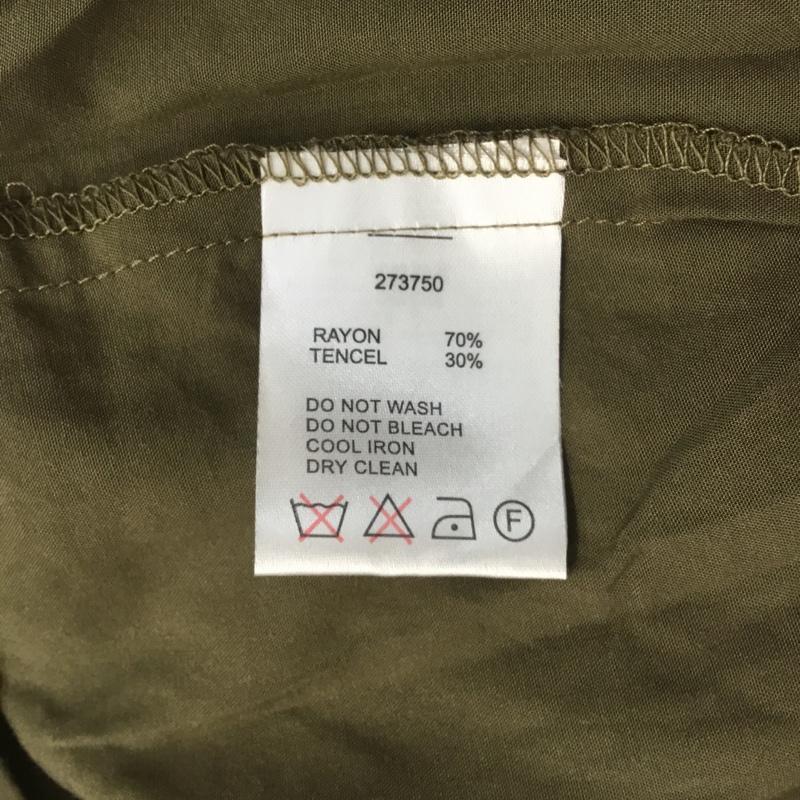 273750
RAYON 70%
TENCEL 30%
DO NOT WASH
DO NOT BLEACH
COOL IRON
DRY CLEAN
F